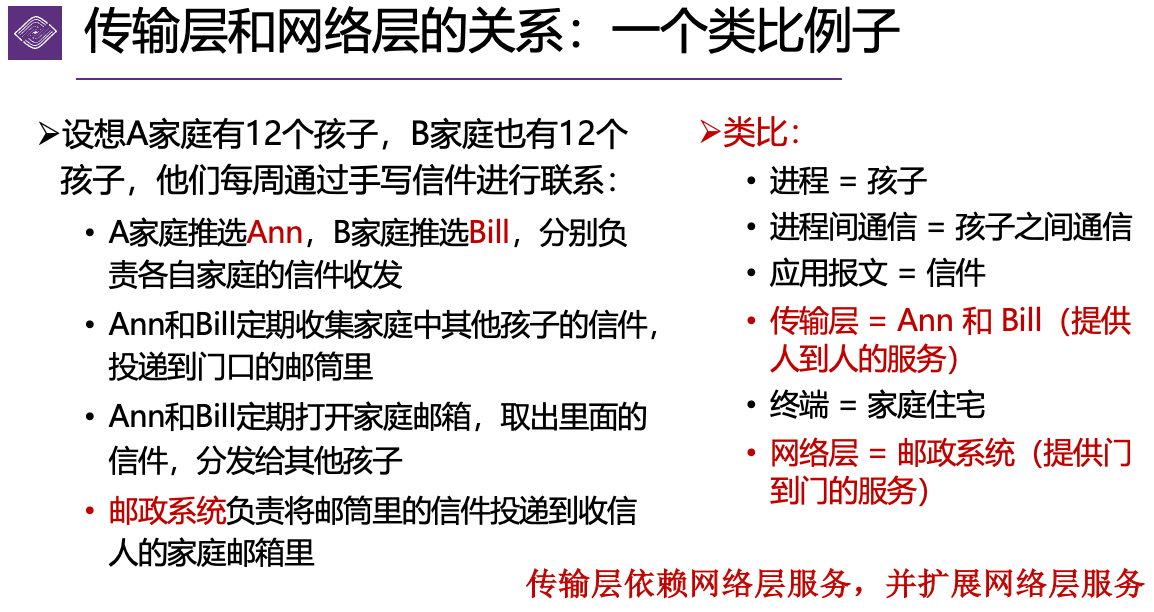 传输层和网络层的关系：一个类比例子
➢设想A家庭有12个孩子，B家庭也有12个
孩子，他们每周通过手写信件进行联系：
• A家庭推选Ann，B家庭推选Bill，分别负
责各自家庭的信件收发
• Ann和Bill定期收集家庭中其他孩子的信件，
投递到门口的邮筒里
• Ann和Bill定期打开家庭邮箱，取出里面的
信件，分发给其他孩子
• 邮政系统负责将邮筒里的信件投递到收信
人的家庭邮箱里
➢类比：
• 进程 = 孩子
• 进程间通信 = 孩子之间通信
• 应用报文 = 信件
• 传输层 = Ann 和 Bill（提供
人到人的服务）
• 终端 = 家庭住宅
• 网络层 = 邮政系统（提供门
到门的服务）
传输层依赖网络层服务，并扩展网络层服务